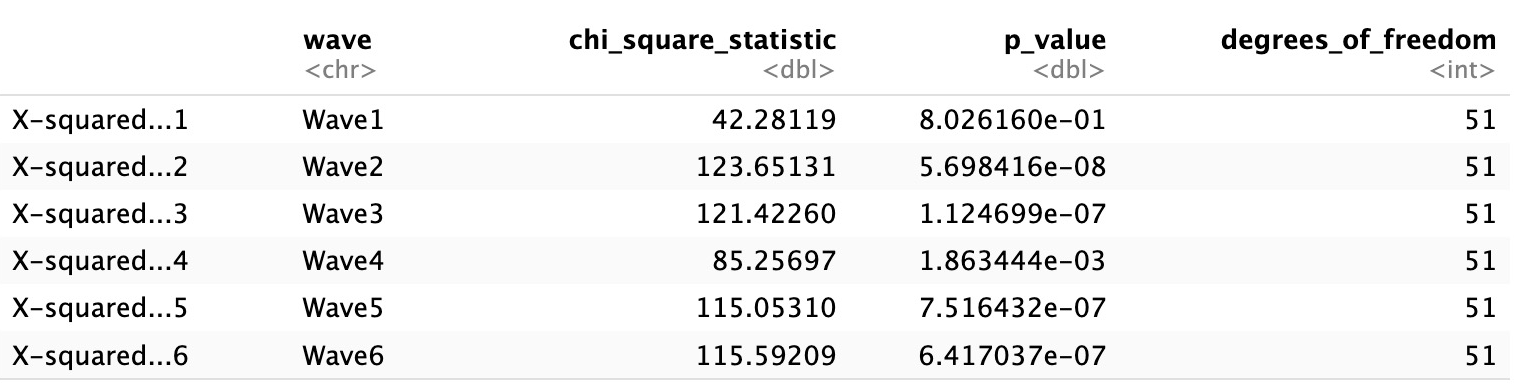 wave chi_square_statistic p_value degrees_of_freedom
<chr> <dbl> <dbl> <int>
X-squared...1 Wave1 42.28119 8.026160e-01 51
X-squared...2 Wave2 123.65131 5.698416e-08 51
X-squared...3 Wave3 121.42260 1.124699e-07 51
X-squared...4 Wave4 85.25697 1.863444e-03 51
X-squared...5 Wave5 115.05310 7.516432e-07 51
X-squared...6 Wave6 115.59209 6.417037e-07 51